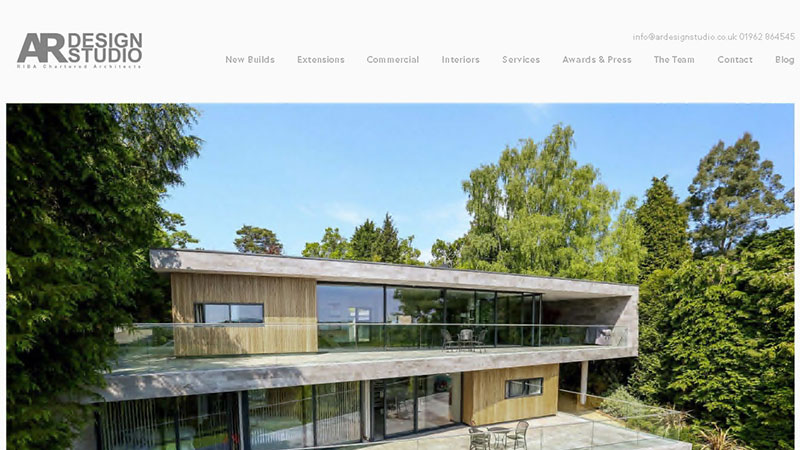 AR DESIGN
STUDIO
RIBA Chartered Architects
info@ardesignstudio.co.uk 01962 864545
New Builds Extensions Commercial Interiors Services Awards & Press The Team Contact Blog